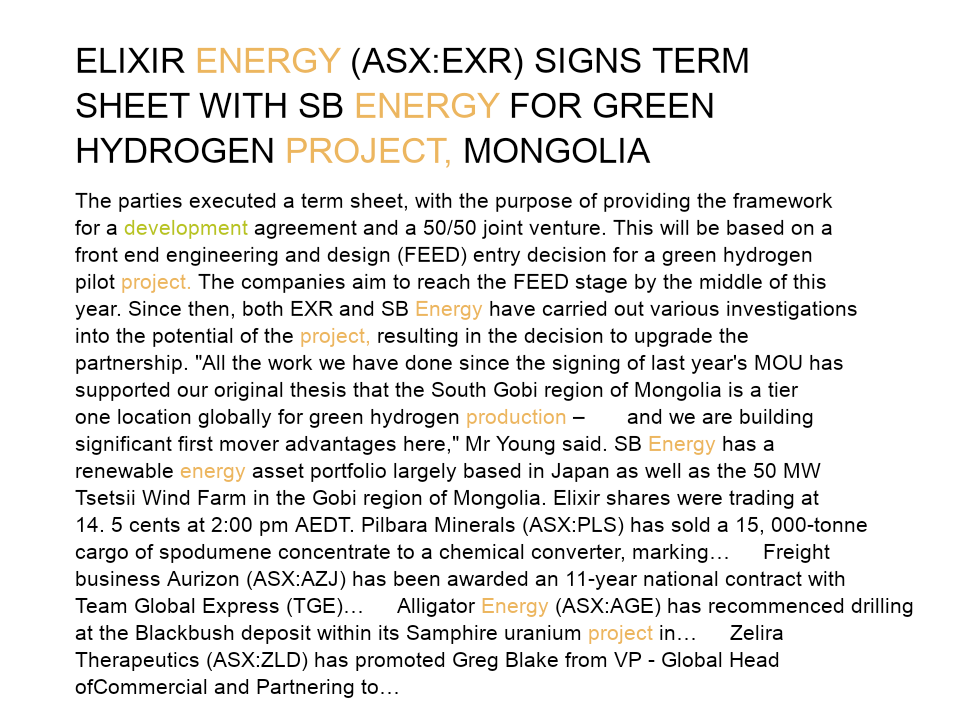 ELIXIR ENERGY (ASX:EXR) SIGNS TERM
SHEET WITH SB ENERGY FOR GREEN
HYDROGEN PROJECT, MONGOLIA
The parties executed a term sheet, with the purpose of providing the framework
for a development agreement and a 50/50 joint venture. This will be based on a
front end engineering and design (FEED) entry decision for a green hydrogen
pilot project. The companies aim to reach the FEED stage by the middle of this
year. Since then, both EXR and SB Energy have carried out various investigations
into the potential of the project, resulting in the decision to upgrade the
partnership. "All the work we have done since the signing of last year's MOU has
supported our original thesis that the South Gobi region of Mongolia is a tier
one location globally for green hydrogen production – and we are building
significant first mover advantages here," Mr Young said. SB Energy has a
renewable energy asset portfolio largely based in Japan as well as the 50 MW
Tsetsii Wind Farm in the Gobi region of Mongolia. Elixir shares were trading at
14. 5 cents at 2:00 pm AEDT. Pilbara Minerals (ASX:PLS) has sold a 15, 000-tonne
cargo of spodumene concentrate to a chemical converter, marking… Freight
business Aurizon (ASX:AZJ) has been awarded an 11-year national contract with
Team Global Express (TGE)… Alligator Energy (ASX:AGE) has recommenced drilling
at the Blackbush deposit within its Samphire uranium project in… Zelira
Therapeutics (ASX:ZLD) has promoted Greg Blake from VP - Global Head
ofCommercial and Partnering to…